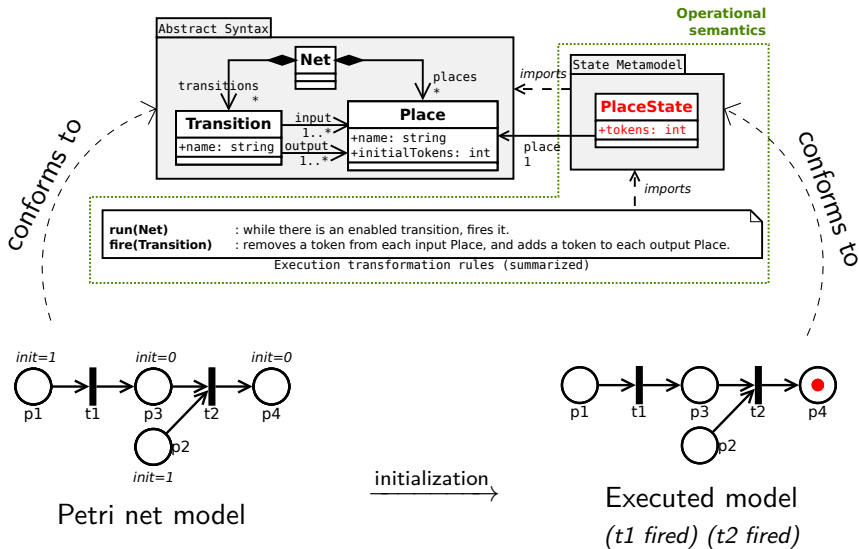 Operational
semantics
Abstract Syntax
Net
transitions
*
places
*
imports
State Metamodel
Transition
+name: string
input
1..*
output
1..*
Place
+name: string
+initialTokens: int
place
1
PlaceState
+tokens: int
imports
conforms to
conforms to
run(Net) : while there is an enabled transition, fires it.
fire(Transition) : removes a token from each input Place, and adds a token to each output Place.
Execution transformation rules (summarized)
init=1 init=0 init=0
p1 t1 p3 t2 p4
p2
init=1
p1 t1 p3 t2 p4
p2
initialization
Petri net model
Executed model
(t1 fired) (t2 fired)